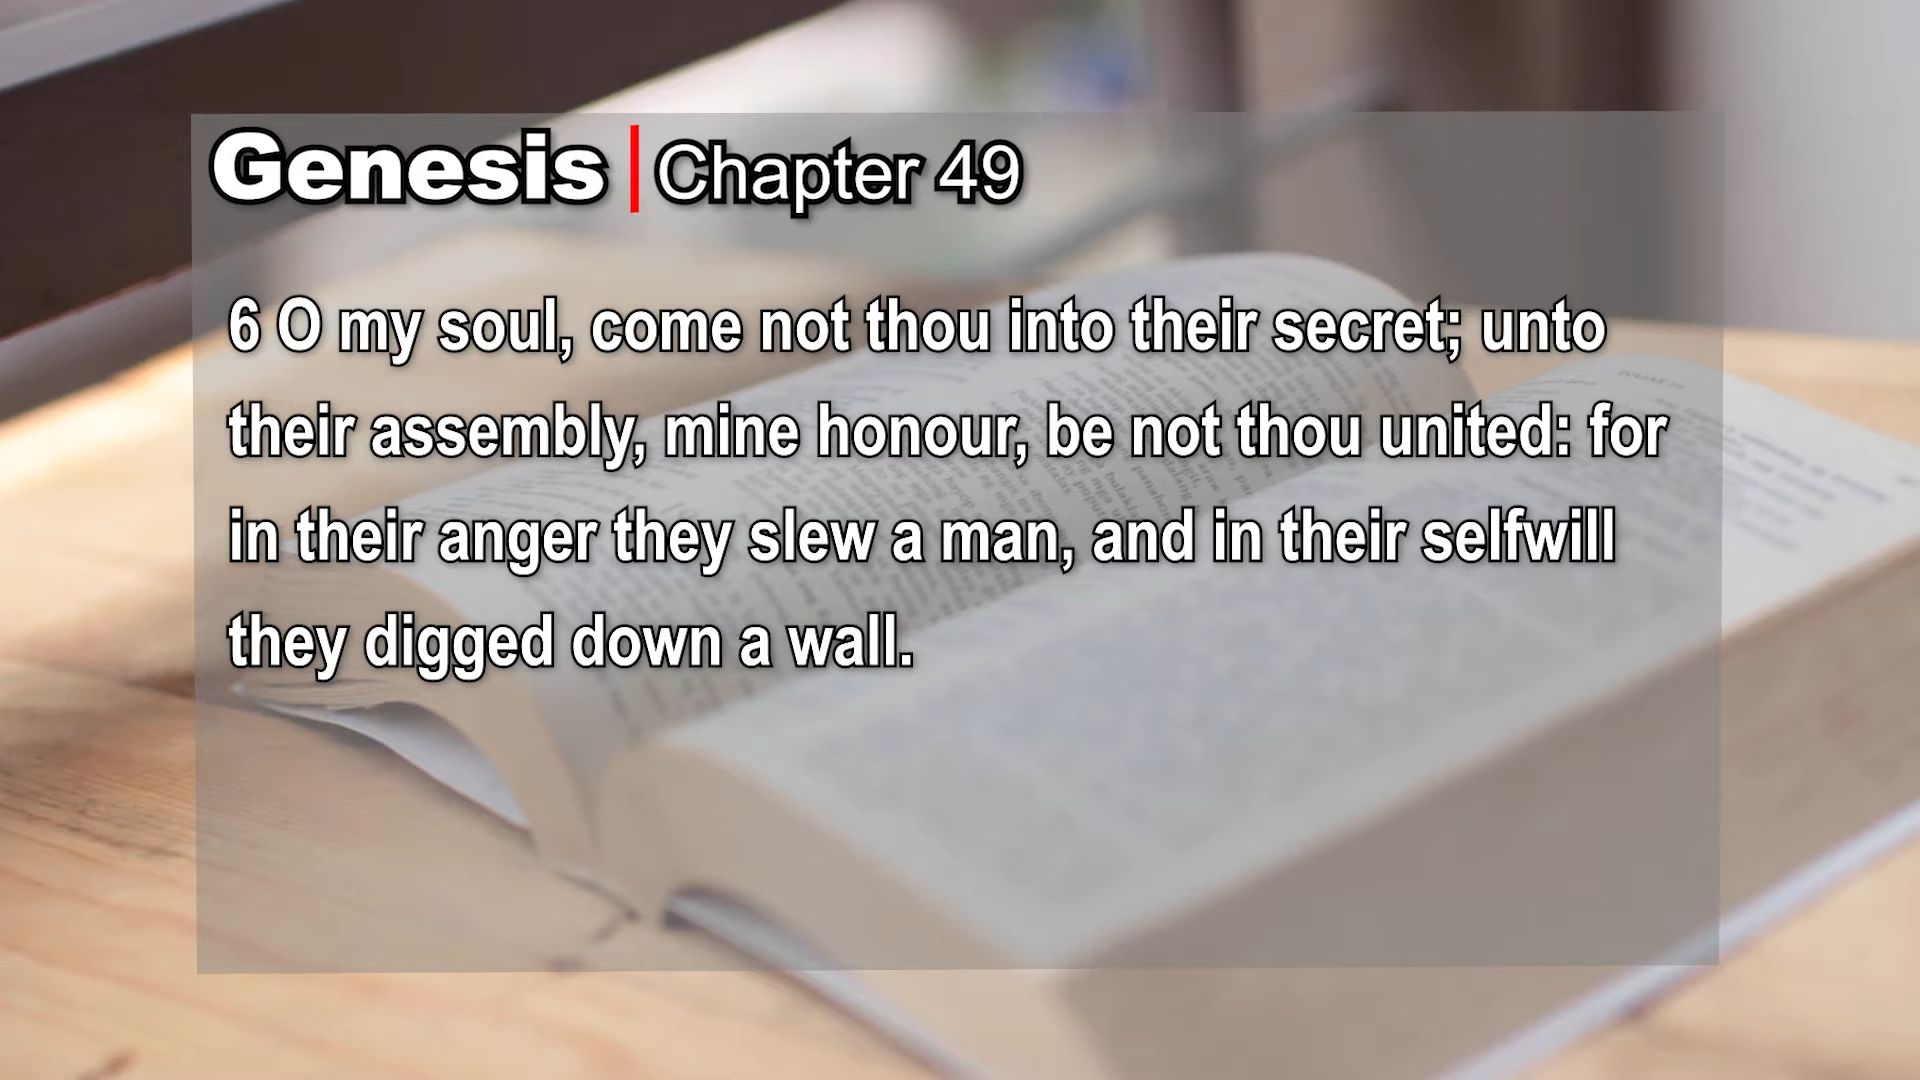 Genesis | Chapter 49
6 O my soul, come not thou into their secret; unto
their assembly, mine honour, be not thou united: for
in their anger they slew a man, and in their selfwill
they digged down a wall.